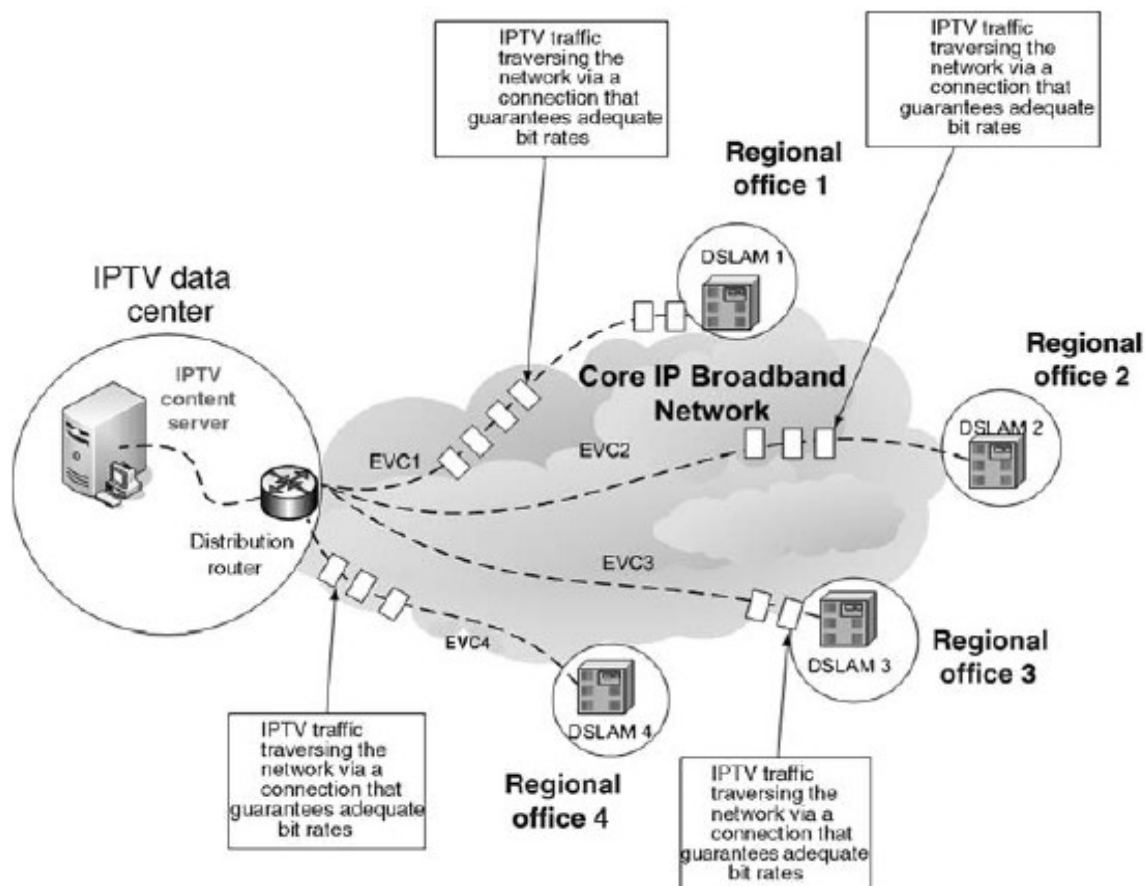 IPTV traffic
traversing the
network via a
connection that
guarantees adequate
bit rates
IPTV traffic
traversing the
network via a
connection that
guarantees adequate
bit rates
Regional
office 1
DSLAM 1
IPTV data
center
IPTV
content
server
Regional
office 2
Core IP Broadband
Network
DSLAM 2
EVC1
EVC2
Distribution
router
EVC3
EVC4
DSLAM 3
Regional
office 3
DSLAM 4
Regional
office 4
IPTV traffic
traversing the
network via a
connection that
guarantees adequate
bit rates
IPTV traffic
traversing the
network via a
connection that
guarantees adequate
bit rates